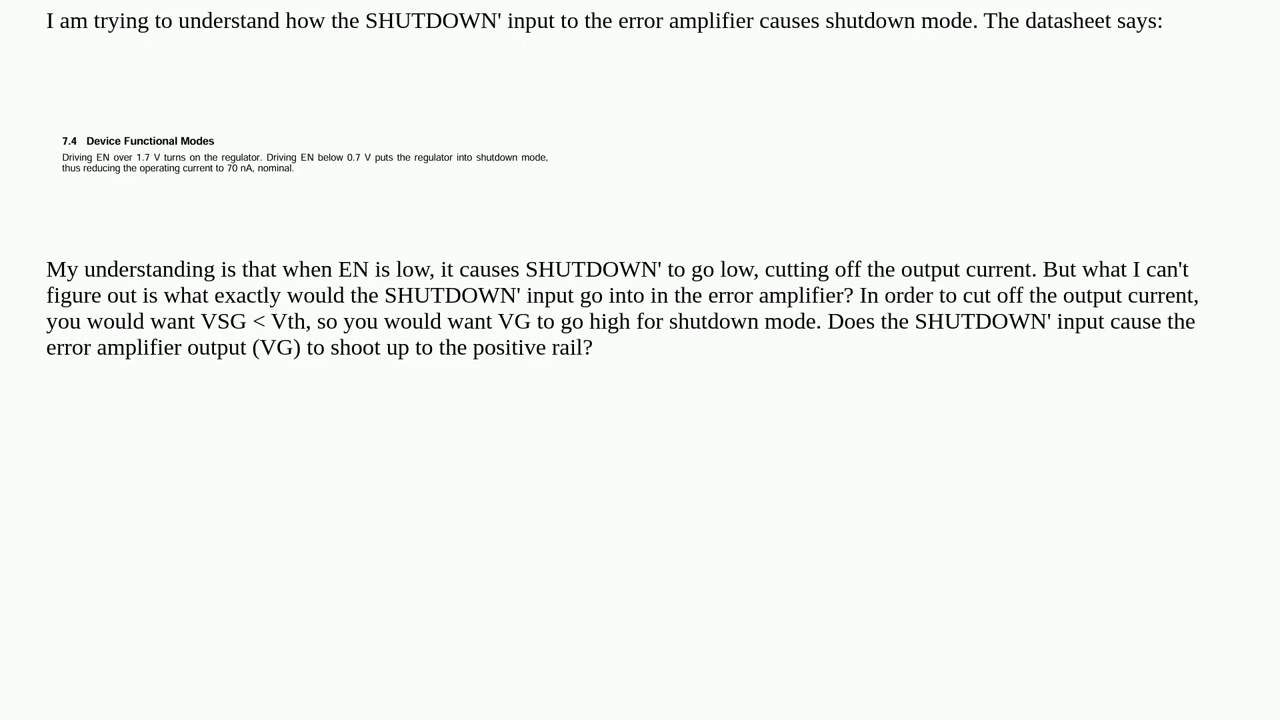 I am trying to understand how the SHUTDOWN' input to the error amplifier causes shutdown mode. The datasheet says:
7.4 Device Functional Modes
Driving EN over 1.7 V turns on the regulator. Driving EN below 0.7 V puts the regulator into shutdown mode,
thus reducing the operating current to 70 nA, nominal.
My understanding is that when EN is low, it causes SHUTDOWN' to go low, cutting off the output current. But what I can't
figure out is what exactly would the SHUTDOWN' input go into in the error amplifier? In order to cut off the output current,
you would want VSG < Vth, so you would want VG to go high for shutdown mode. Does the SHUTDOWN' input cause the
error amplifier output (VG) to shoot up to the positive rail?